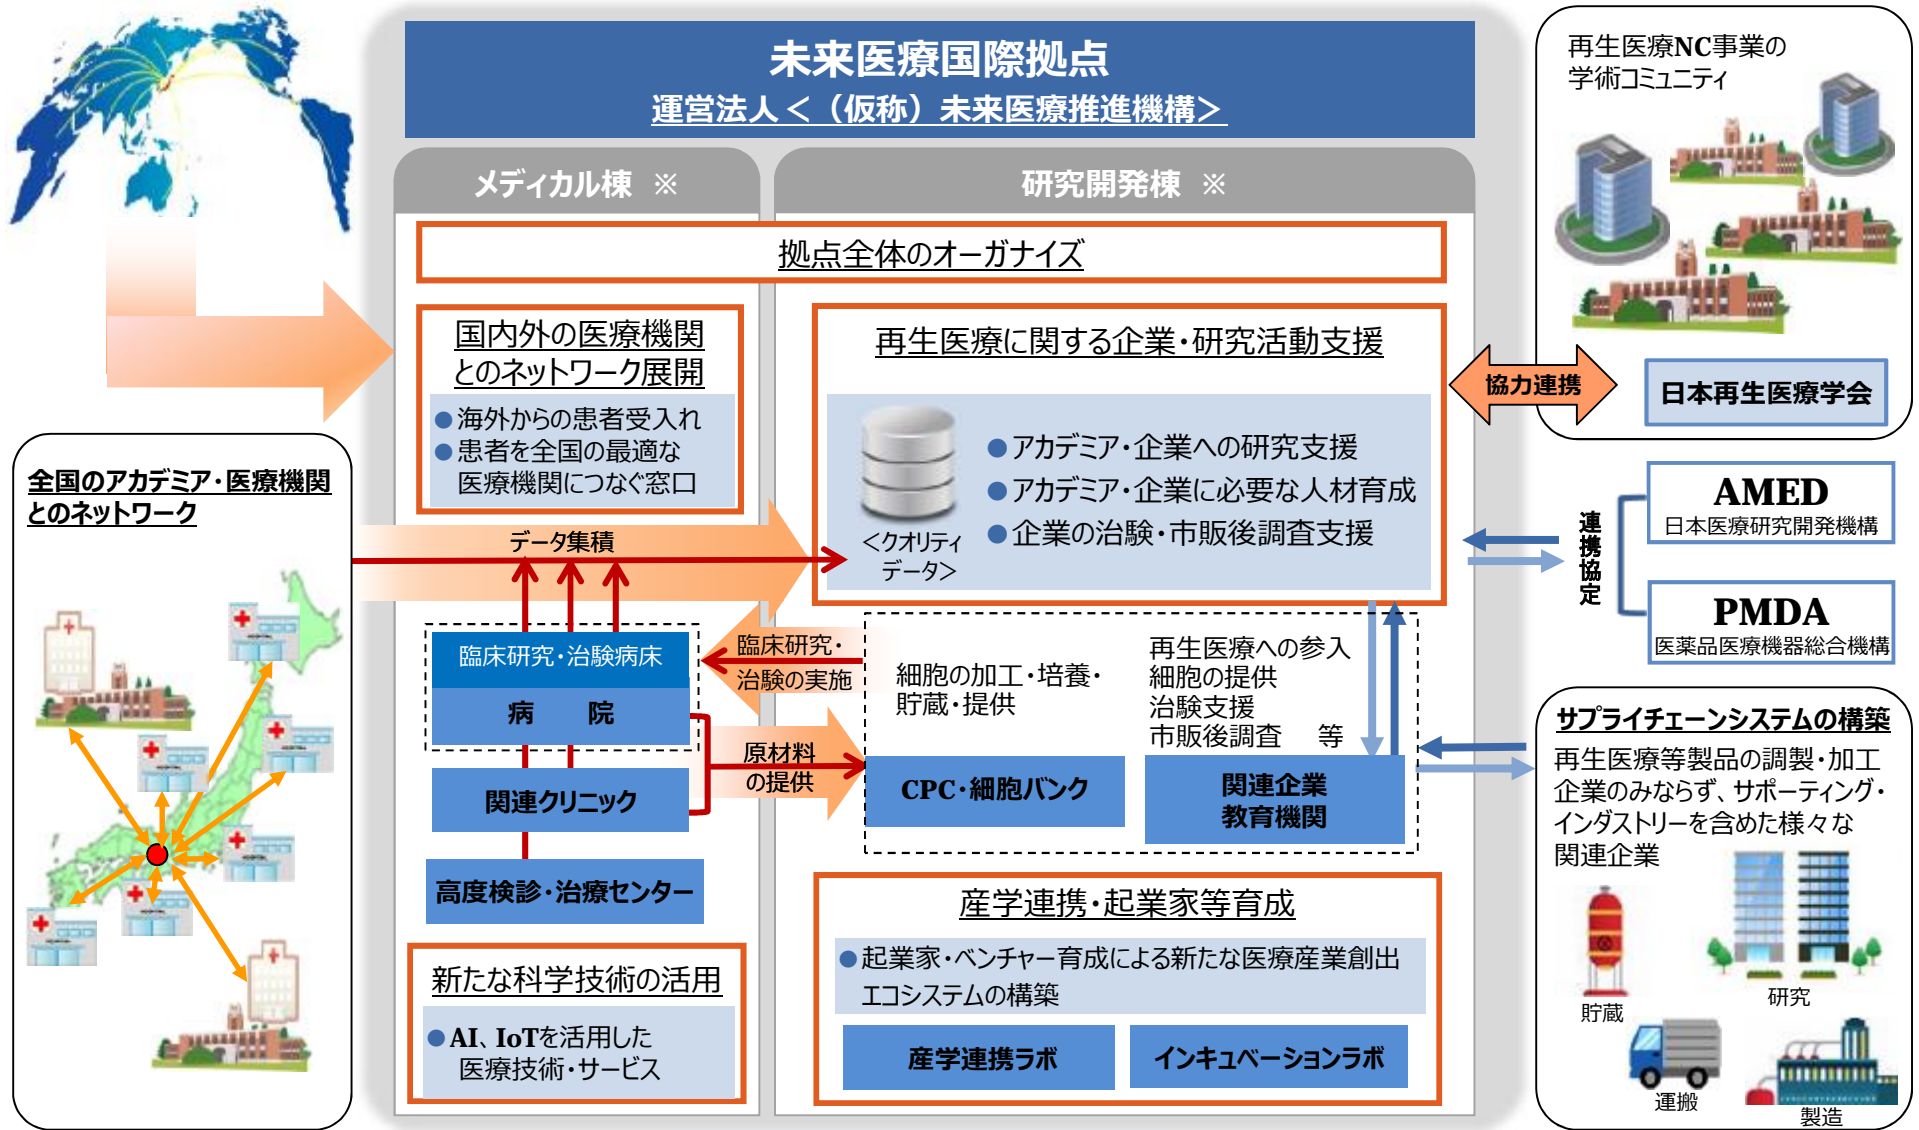 未来医療国際拠点
運営法人＜（仮称）未来医療推進機構＞
メディカル棟 ※
研究開発棟 ※
拠点全体のオーガナイズ
国内外の医療機関
とのネットワーク展開
●海外からの患者受入れ
●患者を全国の最適な
医療機関につなぐ窓口
再生医療に関する企業・研究活動支援
●アカデミア・企業への研究支援
●アカデミア・企業に必要な人材育成
●企業の治験・市販後調査支援
＜クオリティ
データ＞
データ集積
臨床研究・治験病床
病　院
関連クリニック
高度検診・治療センター
臨床研究・
治験の実施
原材料
の提供
細胞の加工・培養・
貯蔵・提供
再生医療への参入
細胞の提供
治験支援
市販後調査　等
CPC・細胞バンク
関連企業
教育機関
新たな科学技術の活用
●AI、IoTを活用した
医療技術・サービス
産学連携・起業家等育成
●起業家・ベンチャー育成による新たな医療産業創出
エコシステムの構築
産学連携ラボ
インキュベーションラボ
全国のアカデミア・医療機関
とのネットワーク
再生医療NC事業の
学術コミュニティ
協力連携
日本再生医療学会
連携協定
AMED
日本医療研究開発機構
PMDA
医薬品医療機器総合機構
サプライチェーンシステムの構築
再生医療等製品の調製・加工
企業のみならず、サポーティング・
インダストリーを含めた様々な
関連企業
貯蔵
研究
運搬
製造